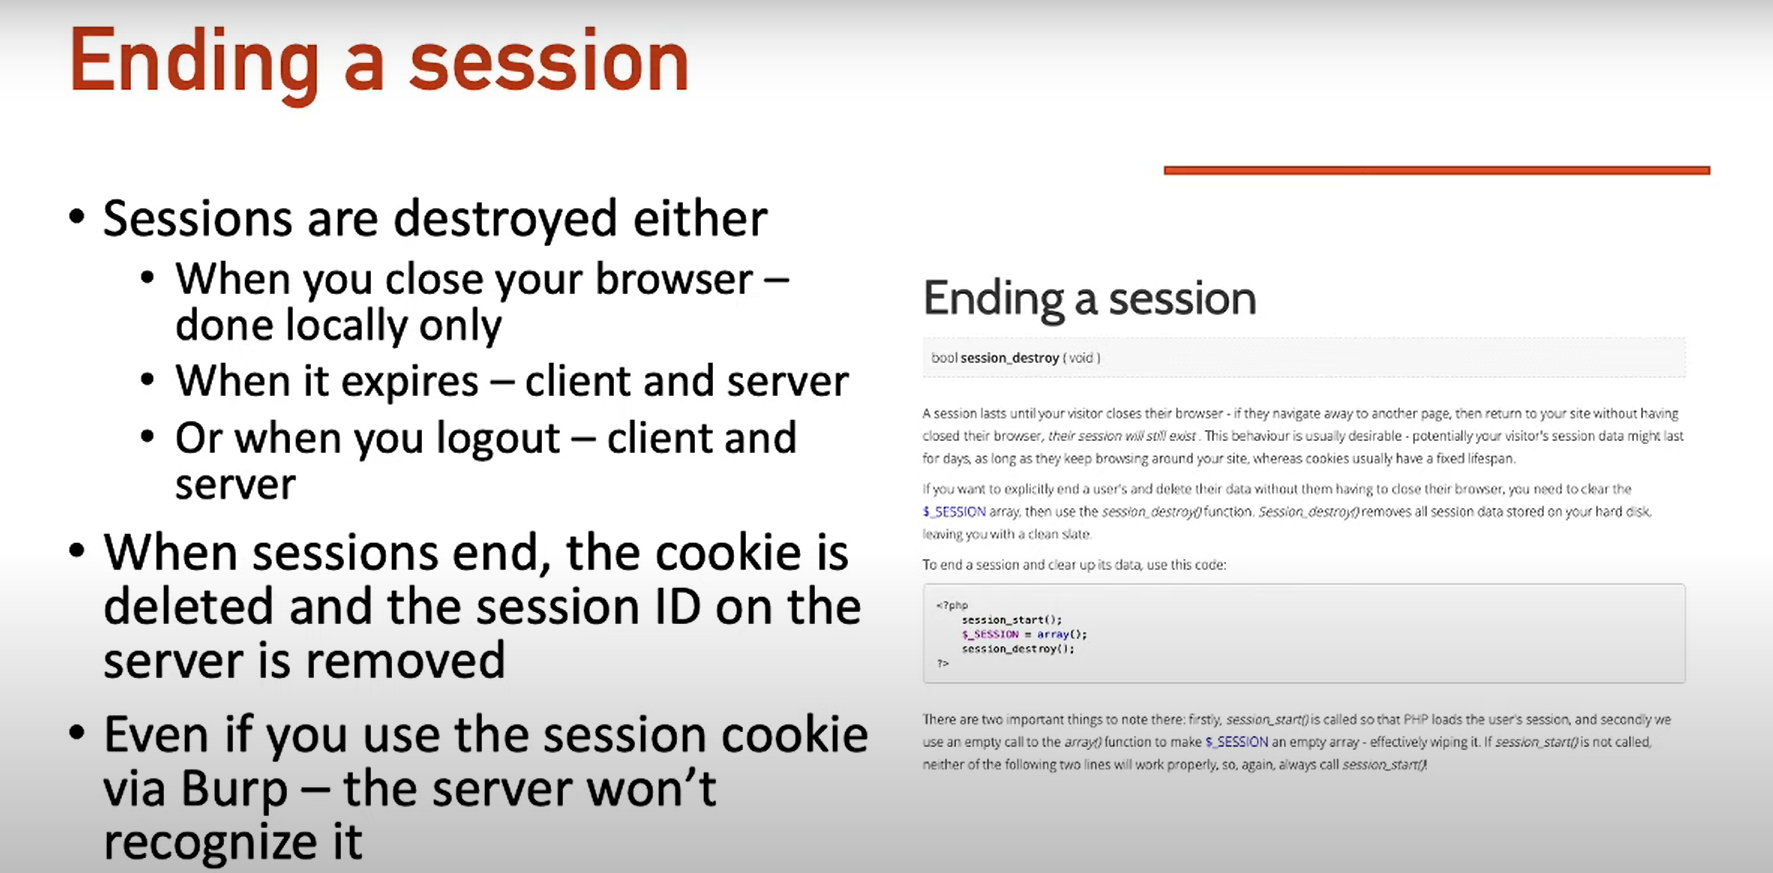 Ending a session
• Sessions are destroyed either
• When you close your browser –
done locally only
• When it expires – client and server
• Or when you logout – client and
server
• When sessions end, the cookie is
deleted and the session ID on the
server is removed
• Even if you use the session cookie
via Burp – the server won’t
recognize it
Ending a session
bool session_destroy ( void )
A session lasts until your visitor closes their browser - if they navigate away to another page, then return to your site without having
closed their browser, their session will still exist . This behaviour is usually desirable - potentially your visitor's session data might last
for days, as long as they keep browsing around your site, whereas cookies usually have a fixed lifespan.
If you want to explicitly end a user's and delete their data without them having to close their browser, you need to clear the
$_SESSION array, then use the session_destroy() function. Session_destroy() removes all session data stored on your hard disk,
leaving you with a clean slate.
To end a session and clear up its data, use this code:
<?php
session_start();
$_SESSION = array();
session_destroy();
?>
There are two important things to note there: firstly, session_start() is called so that PHP loads the user's session, and secondly we
use an empty call to the array() function to make $_SESSION an empty array - effectively wiping it. If session_start() is not called,
neither of the following two lines will work properly, so, again, always call session_start()!